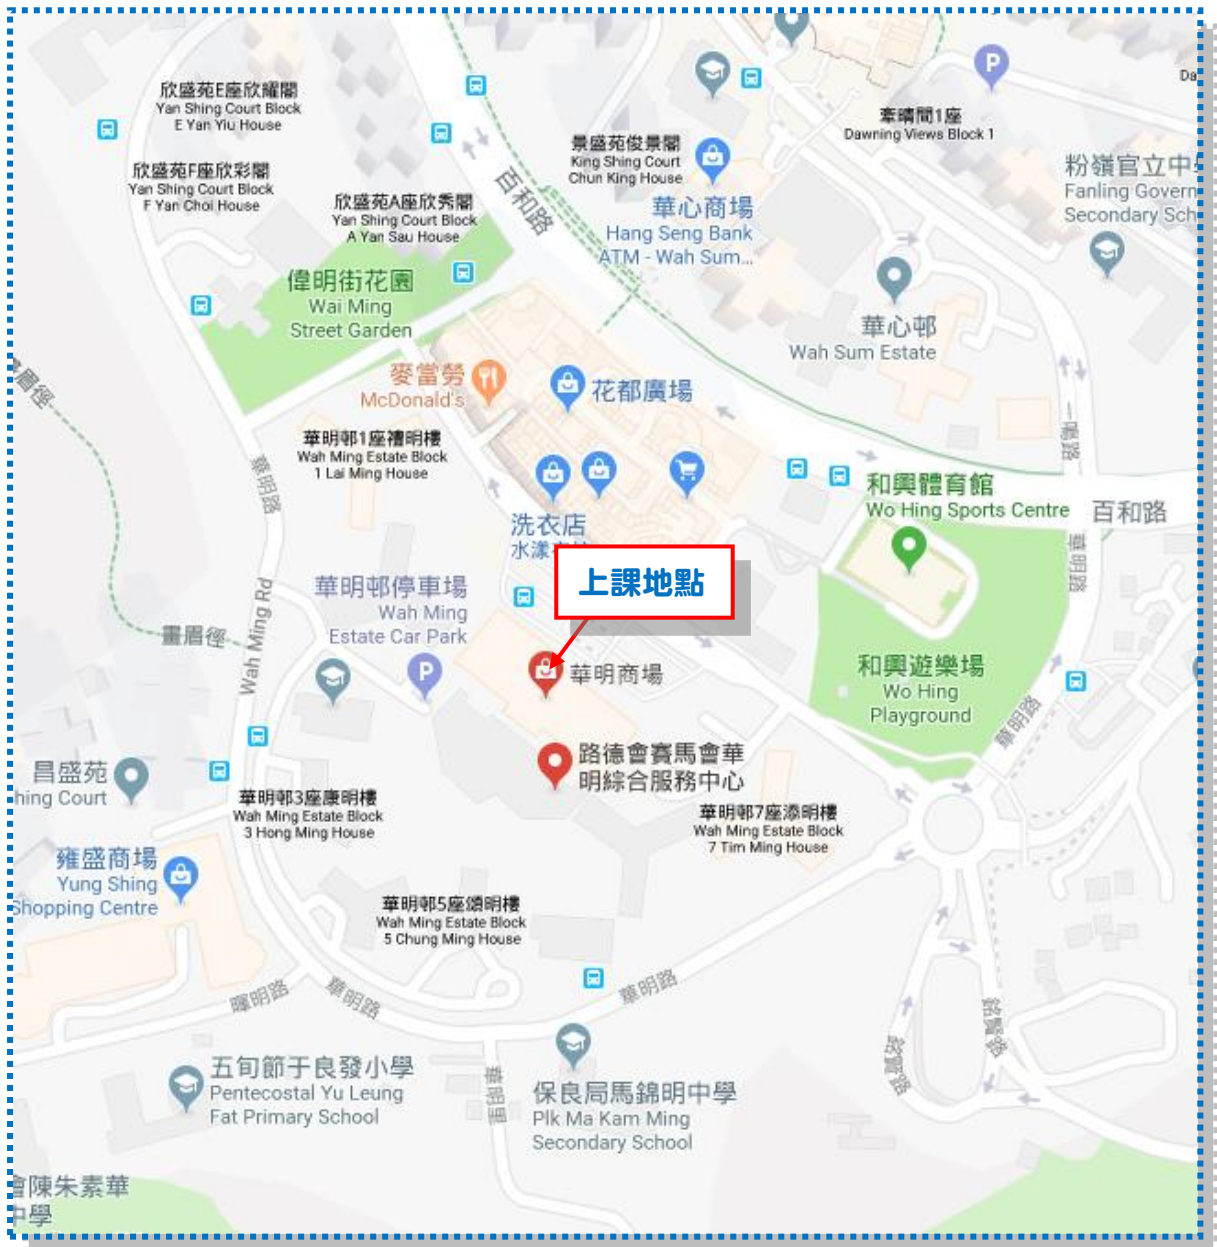 欣盛苑E座欣耀閣
Yan Shing Court Block
E Yan Yiu House
欣盛苑F座欣彩閣
Yan Shing Court Block
F Yan Choi House
欣盛苑A座欣秀閣
Yan Shing Court Block
A Yan Sau House
百和路
景盛苑俊景閣
King Shing Court
Chun King House
華心商場
Hang Seng Bank
ATM - Wah Sum...
P
牽晴間1座
Dawning Views Block 1
Da
粉嶺官立中
Fanling Govern
Secondary Sch
偉明街花園
Wai Ming
Street Garden
華心邨
Wah Sum Estate
麥當勞
McDonald's
花都廣場
一鳴路
畫眉徑
華明邨1座禮明樓
Wah Ming Estate Block
1 Lai Ming House
華明路
洗衣店
水漾
和興體育館
Wo Hing Sports Centre
百和路
華明路
上課地點
華明邨停車場
Wah Ming
Estate Car Park
P
畫眉徑
Wah Ming Rd
華明商場
和興遊樂場
Wo Hing
Playground
華明路
路德會賽馬會華
明綜合服務中心
昌盛苑
hing Court
華明邨3座康明樓
Wah Ming Estate Block
3 Hong Ming House
華明邨7座添明樓
Wah Ming Estate Block
7 Tim Ming House
雍盛商場
Yung Shing
Shopping Centre
華明邨5座頌明樓
Wah Ming Estate Block
5 Chung Ming House
暉明路
華明路
華明路
銘賢路
銘賢路
五旬節于良發小學
Pentecostal Yu Leung
Fat Primary School
華明里
保良局馬錦明中學
Plk Ma Kam Ming
Secondary School
會陳朱素華
中學